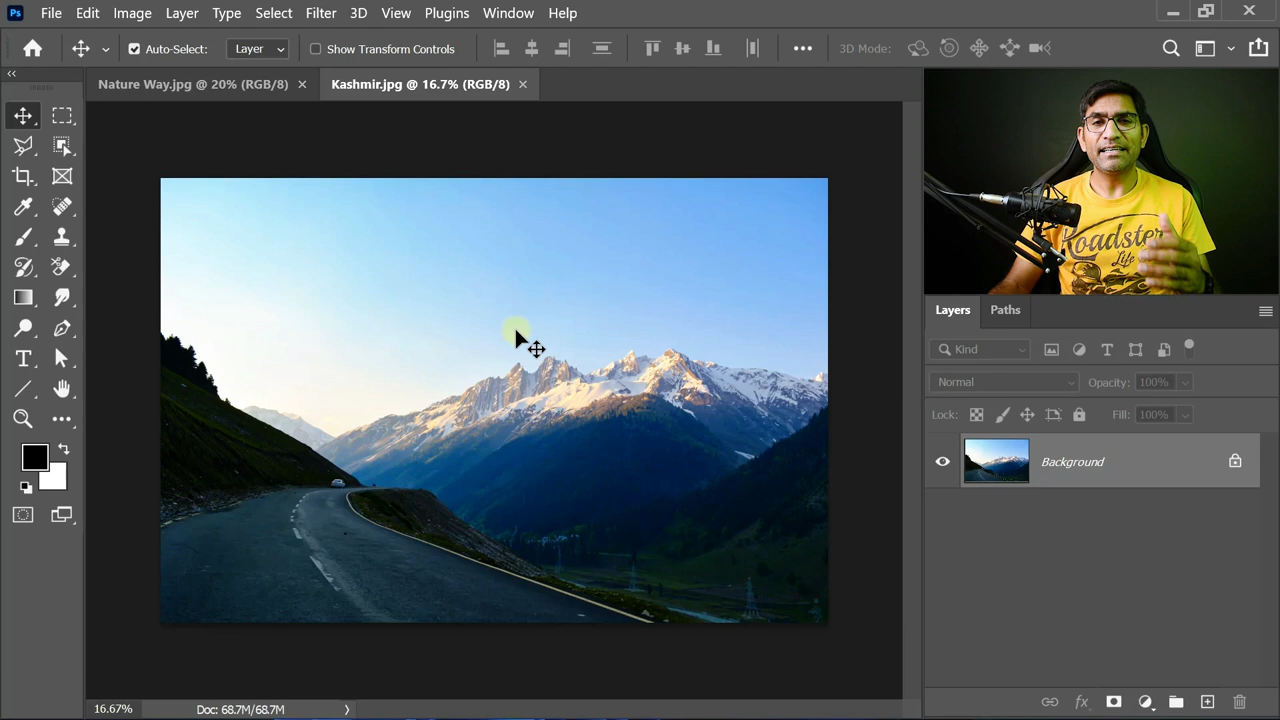 Ps File Edit Image Layer Type Select Filter 3D View Plugins Window Help
Auto-Select: Layer Show Transform Controls 3D Mode:
Nature Way.jpg @ 20% (RGB/8) Kashmir.jpg @ 16.7% (RGB/8)
Roadster
Life
Layers Paths
Kind
Normal Opacity: 100%
Lock: Fill: 100%
Background
16.67% Doc: 68.7M/68.7M